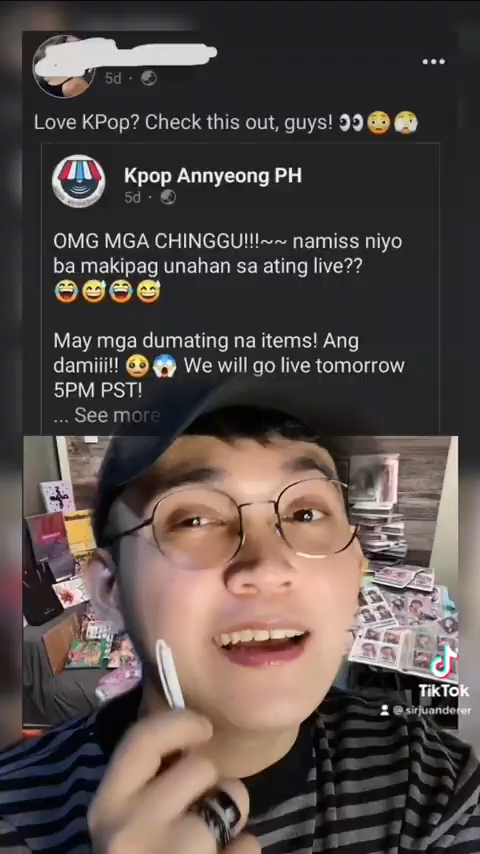 5d
Love KPop? Check this out, guys! 👀😳🫣
Kpop Annyeong PH
5d
OMG MGA CHINGGU!!!~~ namiss niyo
ba makipag unahan sa ating live??
😂😅😂😅
May mga dumating na items! Ang
damiii!! 🥺😱 We will go live tomorrow
5PM PST!
... See more
TikTok
@sirjuanderer